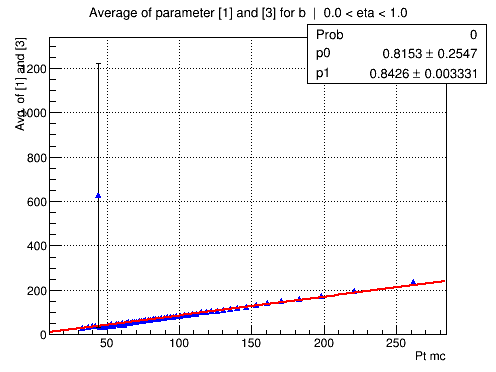 Average of parameter [1] and [3] for b | 0.0 < eta < 1.0
Prob 0
p0 0.8153 ± 0.2547
p1 0.8426 ± 0.003331
Avg. of [1] and [3]
1200
1000
800
600
400
200
0
50 100 150 200 250
Pt mc